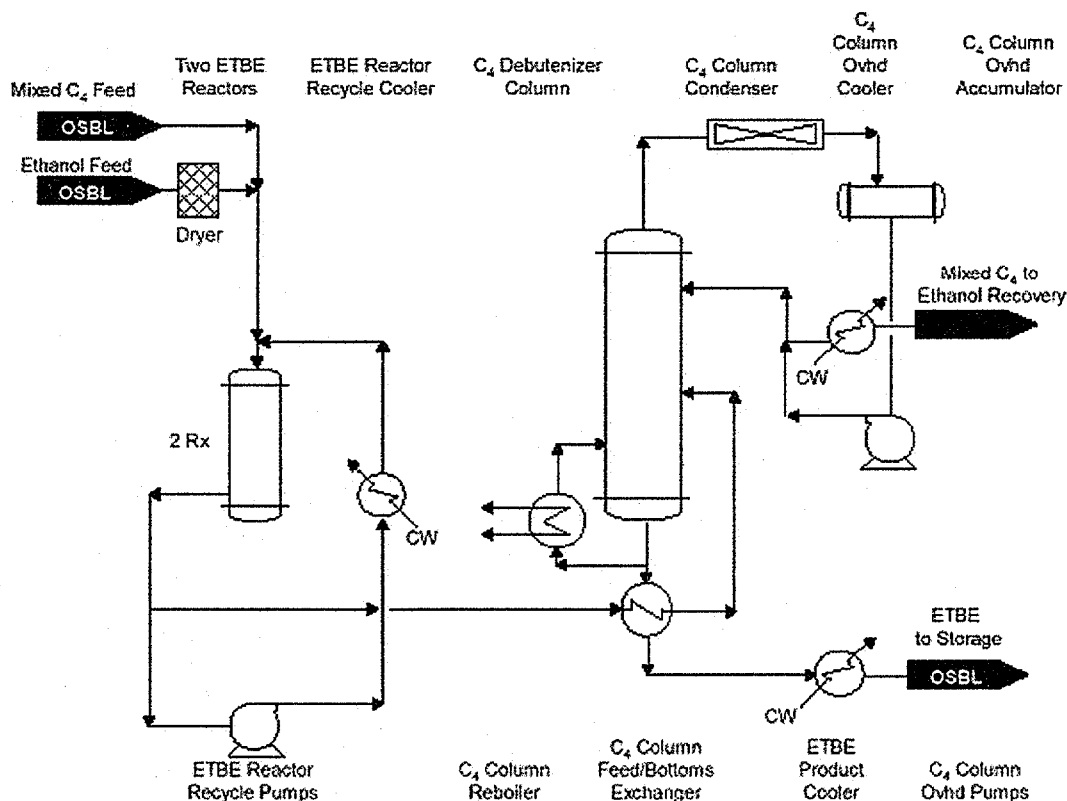 Mixed C4 Feed
OSBL
Ethanol Feed
OSBL
Dryer
Two ETBE
Reactors
ETBE Reactor
Recycle Cooler
C4 Debutenizer
Column
C4 Column
Condenser
C4
Column
Ovhd
Cooler
C4 Column
Ovhd
Accumulator
Mixed C4 to
Ethanol Recovery
CW
2 Rx
CW
ETBE
to Storage
OSBL
CW
ETBE Reactor
Recycle Pumps
C4 Column
Reboiler
C4 Column
Feed/Bottoms
Exchanger
ETBE
Product
Cooler
C4 Column
Ovhd Pumps